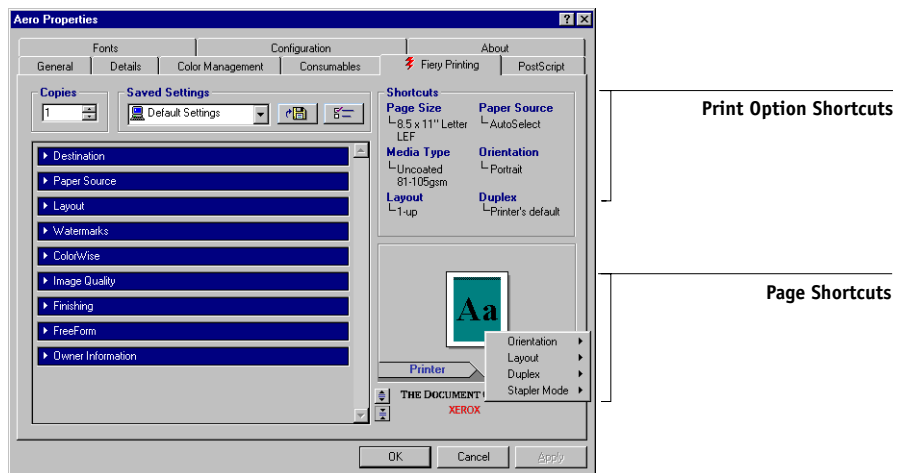 Aero Properties
Fonts Configuration About
General Details Color Management Consumables Fiery Printing PostScript
Copies
1
Saved Settings
Default Settings
Destination
Paper Source
Layout
Watermarks
ColorWise
Image Quality
Finishing
FreeForm
Owner Information
Shortcuts
Page Size Paper Source
8.5 x 11" Letter AutoSelect
LEF
Media Type Orientation
Uncoated Portrait
81-105gsm
Layout Duplex
1-up Printer's default
Aa
Orientation
Layout
Duplex
Stapler Mode
Printer
THE DOCUMENT
XEROX
OK Cancel Apply
Print Option Shortcuts
Page Shortcuts